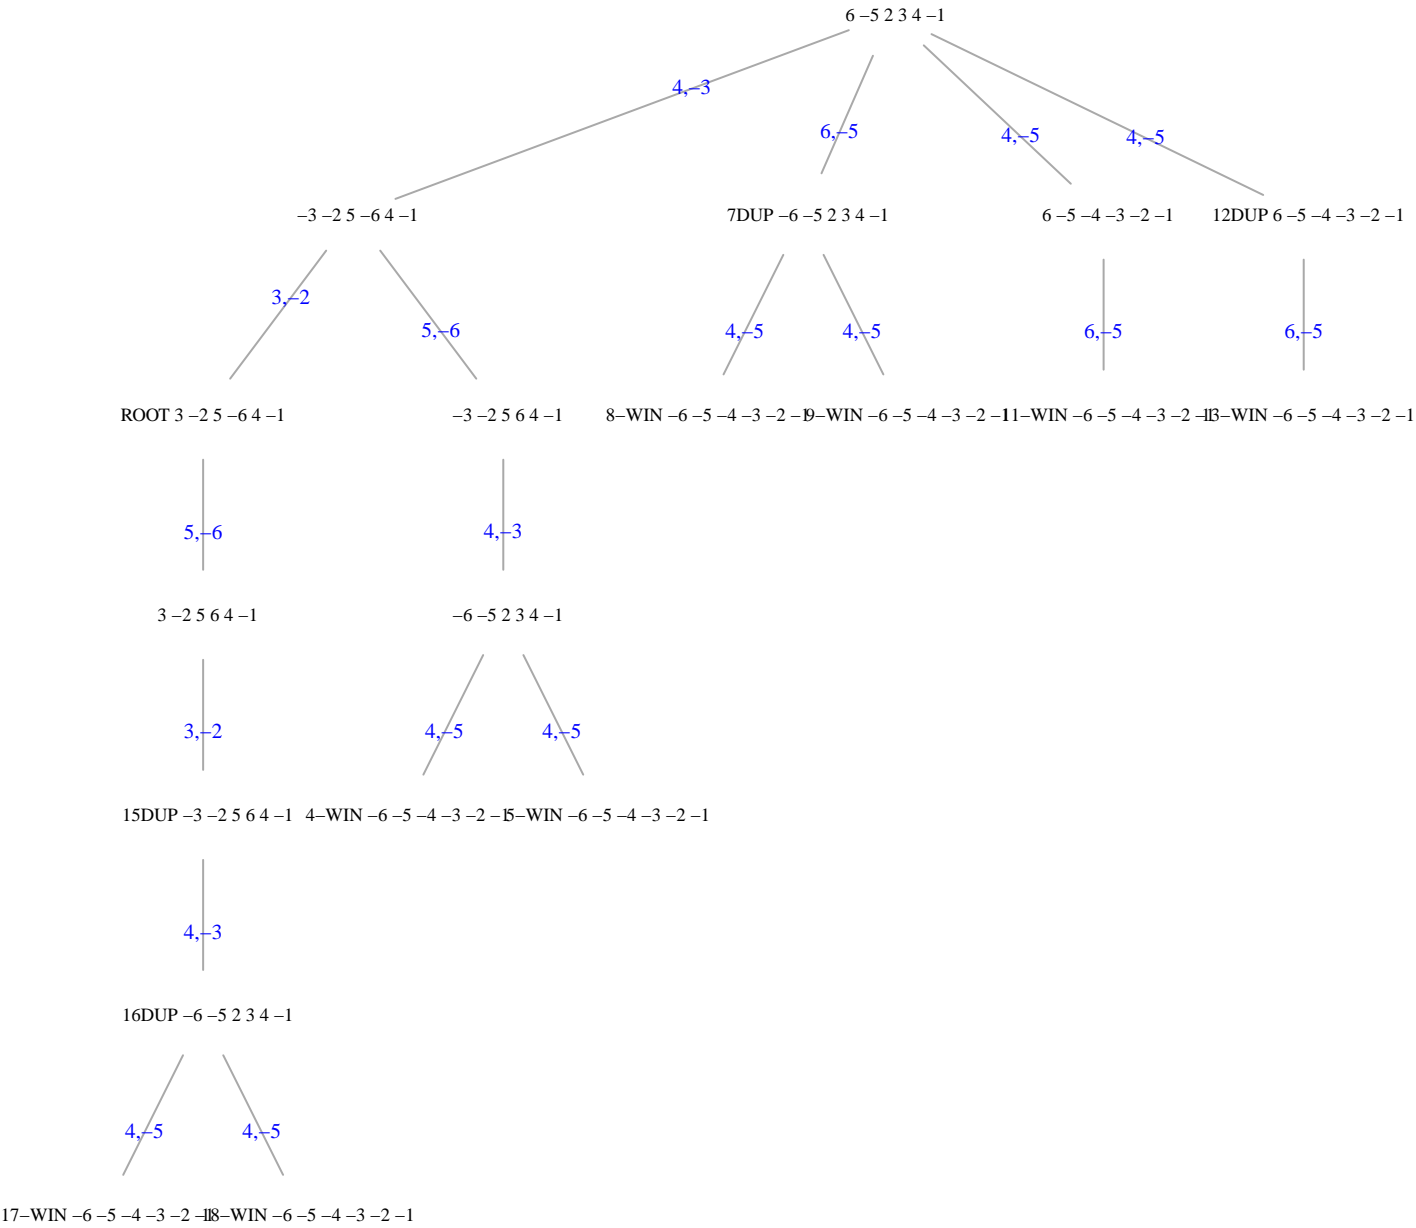 6 –5 2 3 4 –1
4,–3
6,–5
4,–5
4,–5
–3 –2 5 –6 4 –1
7DUP –6 –5 2 3 4 –1
6 –5 –4 –3 –2 –1
12DUP 6 –5 –4 –3 –2 –1
3,–2
5,–6
4,–5
4,–5
6,–5
6,–5
ROOT 3 –2 5 –6 4 –1
–3 –2 5 6 4 –1
8–WIN –6 –5 –4 –3 –2 –1
9–WIN –6 –5 –4 –3 –2 –1
11–WIN –6 –5 –4 –3 –2 –1
13–WIN –6 –5 –4 –3 –2 –1
5,–6
4,–3
3 –2 5 6 4 –1
–6 –5 2 3 4 –1
3,–2
4,–5
4,–5
15DUP –3 –2 5 6 4 –1
4–WIN –6 –5 –4 –3 –2 –1
5–WIN –6 –5 –4 –3 –2 –1
4,–3
16DUP –6 –5 2 3 4 –1
4,–5
4,–5
17–WIN –6 –5 –4 –3 –2 –1
18–WIN –6 –5 –4 –3 –2 –1